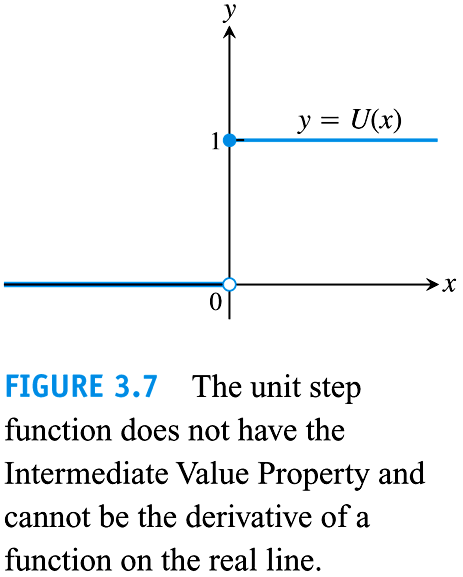 y
y = U(x)
1
x
0
FIGURE 3.7 The unit step
function does not have the
Intermediate Value Property and
cannot be the derivative of a
function on the real line.